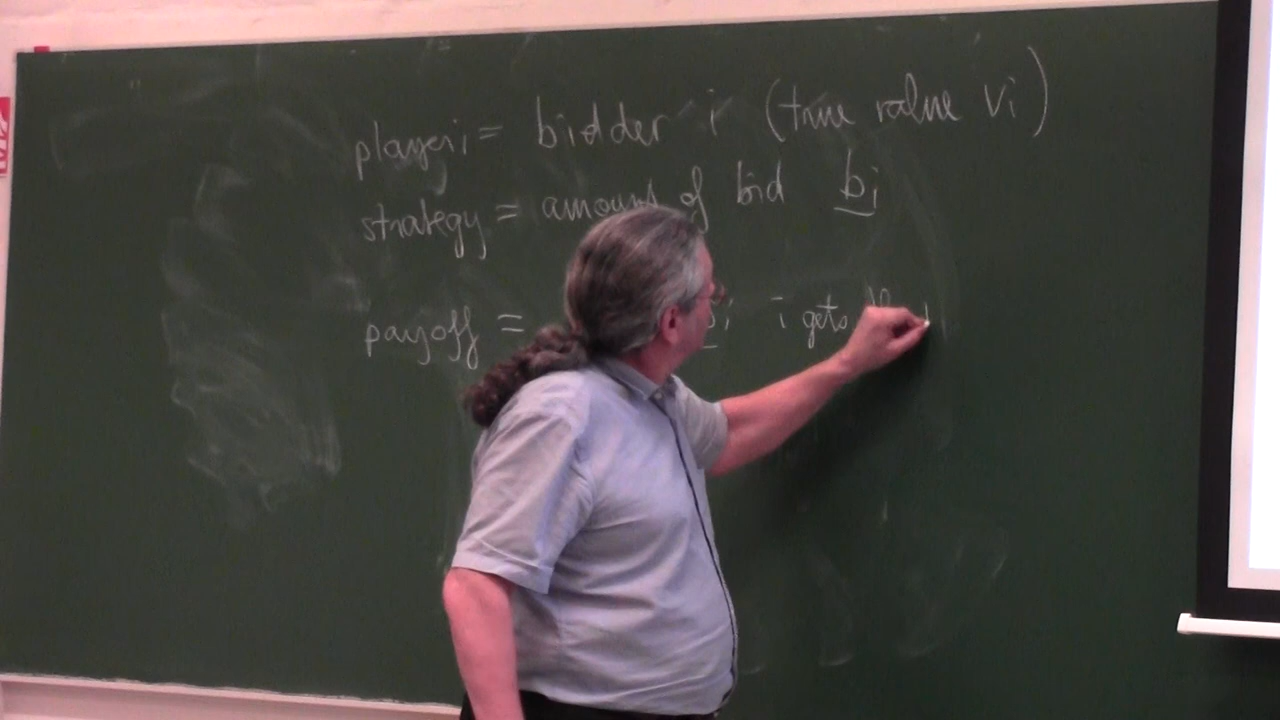 player i = bidder i (true value vi)
strategy = amount of bid bi
payoff = i i gets